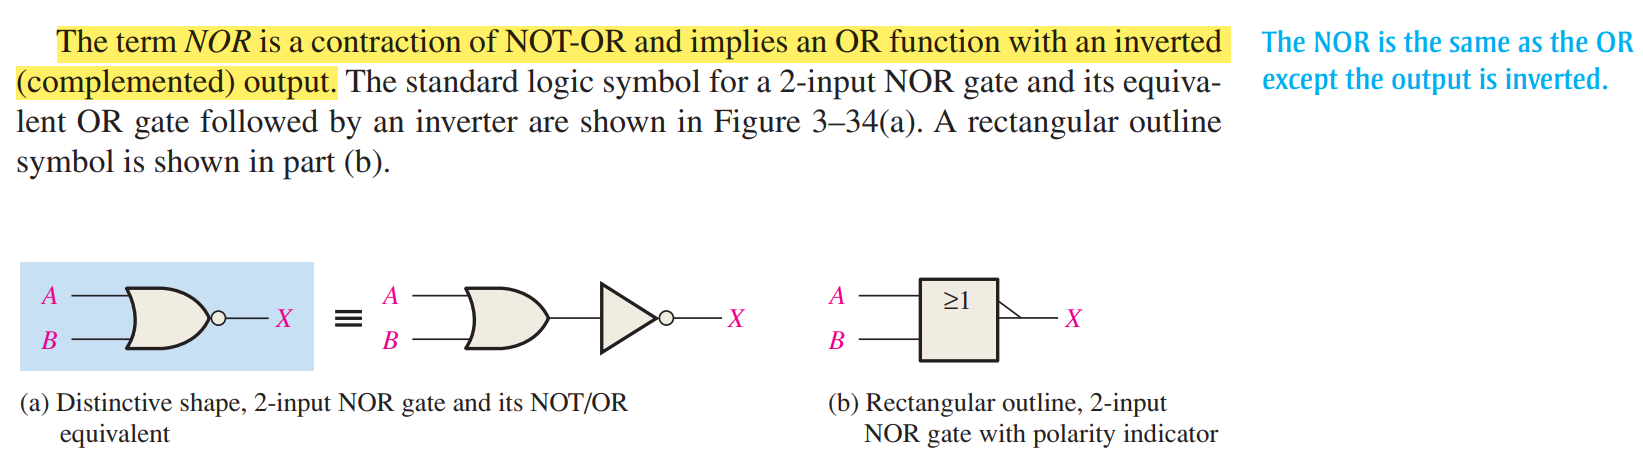 The term NOR is a contraction of NOT-OR and implies an OR function with an inverted
(complemented) output. The standard logic symbol for a 2-input NOR gate and its equiva-
lent OR gate followed by an inverter are shown in Figure 3–34(a). A rectangular outline
symbol is shown in part (b).
The NOR is the same as the OR
except the output is inverted.
A
B
X
≡
A
B
X
A
B
≥1
X
(a) Distinctive shape, 2-input NOR gate and its NOT/OR
equivalent
(b) Rectangular outline, 2-input
NOR gate with polarity indicator